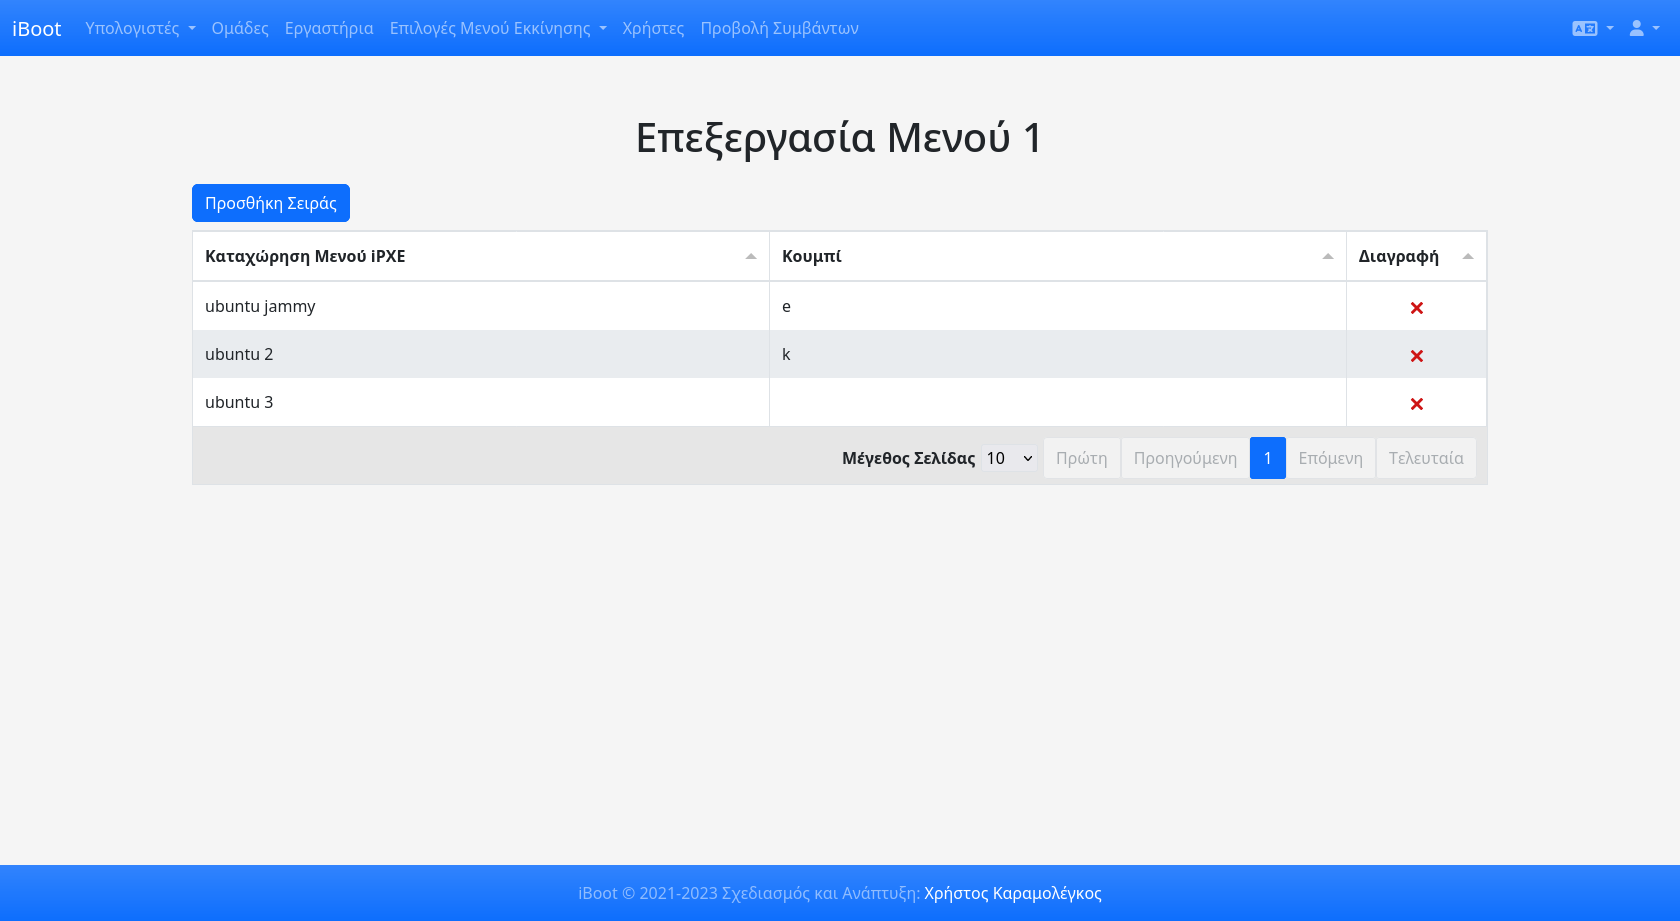 iBoot Υπολογιστές Ομάδες Εργαστήρια Επιλογές Μενού Εκκίνησης Χρήστες Προβολή Συμβάντων
Επεξεργασία Μενού 1
Προσθήκη Σειράς
Καταχώρηση Μενού iPXE Κουμπί Διαγραφή
ubuntu jammy e
ubuntu 2 k
ubuntu 3
Μέγεθος Σελίδας 10 Πρώτη Προηγούμενη 1 Επόμενη Τελευταία
iBoot © 2021-2023 Σχεδιασμός και Ανάπτυξη: Χρήστος Καραμολέγκος